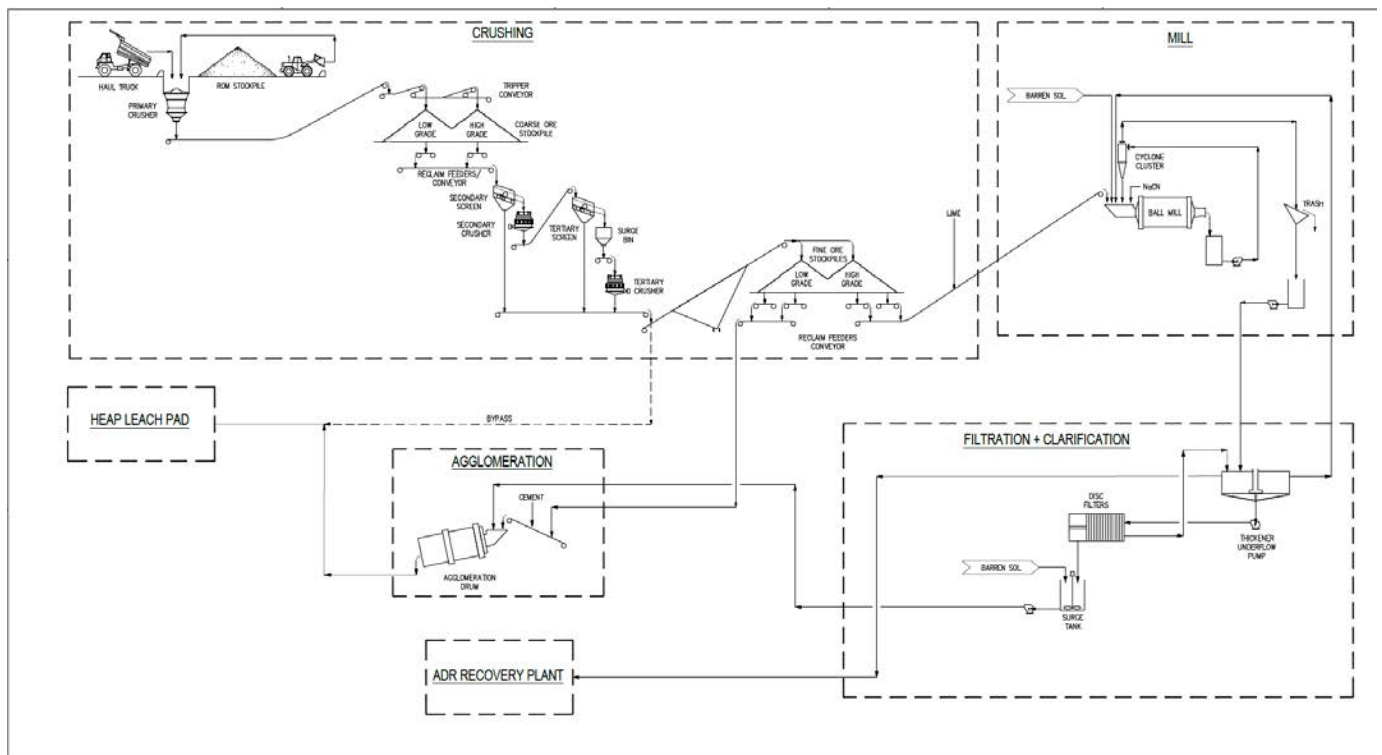 CRUSHING
HAUL TRUCK
ROM STOCKPILE
PRIMARY
CRUSHER
TRIPPER
CONVEYOR
LOW
GRADE
HIGH
GRADE
COARSE ORE
STOCKPILE
RECLAIM FEEDERS/
CONVEYOR
SECONDARY
SCREEN
SECONDARY
CRUSHER
TERTIARY
SCREEN
SURGE
BIN
TERTIARY
CRUSHER
FINE ORE
STOCKPILES
LOW
GRADE
HIGH
GRADE
RECLAIM FEEDERS
CONVEYOR
LIME
MILL
BARREN SOL
CYCLONE
CLUSTER
NaCN
BALL MILL
TRASH
HEAP LEACH PAD
BYPASS
AGGLOMERATION
CEMENT
AGGLOMERATION
DRUM
FILTRATION + CLARIFICATION
DISC
FILTERS
THICKENER
UNDERFLOW
PUMP
BARREN SOL
SURGE
TANK
ADR RECOVERY PLANT